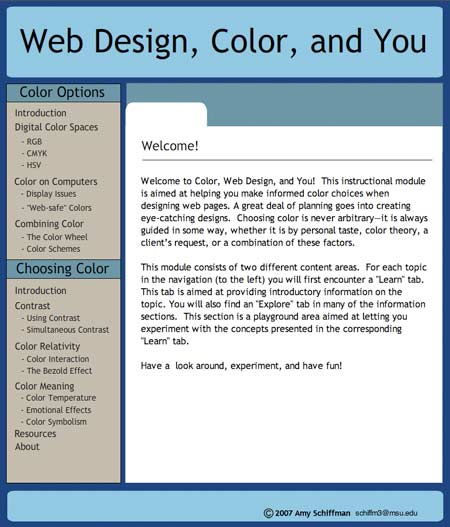 Web Design, Color, and You
Color Options
Introduction
Digital Color Spaces
- RGB
- CMYK
- HSV
Color on Computers
- Display Issues
- "Web-safe" Colors
Combining Color
- The Color Wheel
- Color Schemes
Choosing Color
Introduction
Contrast
- Using Contrast
- Simultaneous Contrast
Color Relativity
- Color Interaction
- The Bezold Effect
Color Meaning
- Color Temperature
- Emotional Effects
- Color Symbolism
Resources
About
Welcome!
Welcome to Color, Web Design, and You! This instructional module
is aimed at helping you make informed color choices when
designing web pages. A great deal of planning goes into creating
eye-catching designs. Choosing color is never arbitrary—it is always
guided in some way, whether it is by personal taste, color theory, a
client's request, or a combination of these factors.
This module consists of two different content areas. For each topic
in the navigation (to the left) you will first encounter a "Learn" tab.
This tab is aimed at providing introductory information on the
topic. You will also find an "Explore" tab in many of the information
sections. This section is a playground area aimed at letting you
experiment with the concepts presented in the corresponding
"Learn" tab.
Have a look around, experiment, and have fun!
© 2007 Amy Schiffman schiffm3@msu.edu